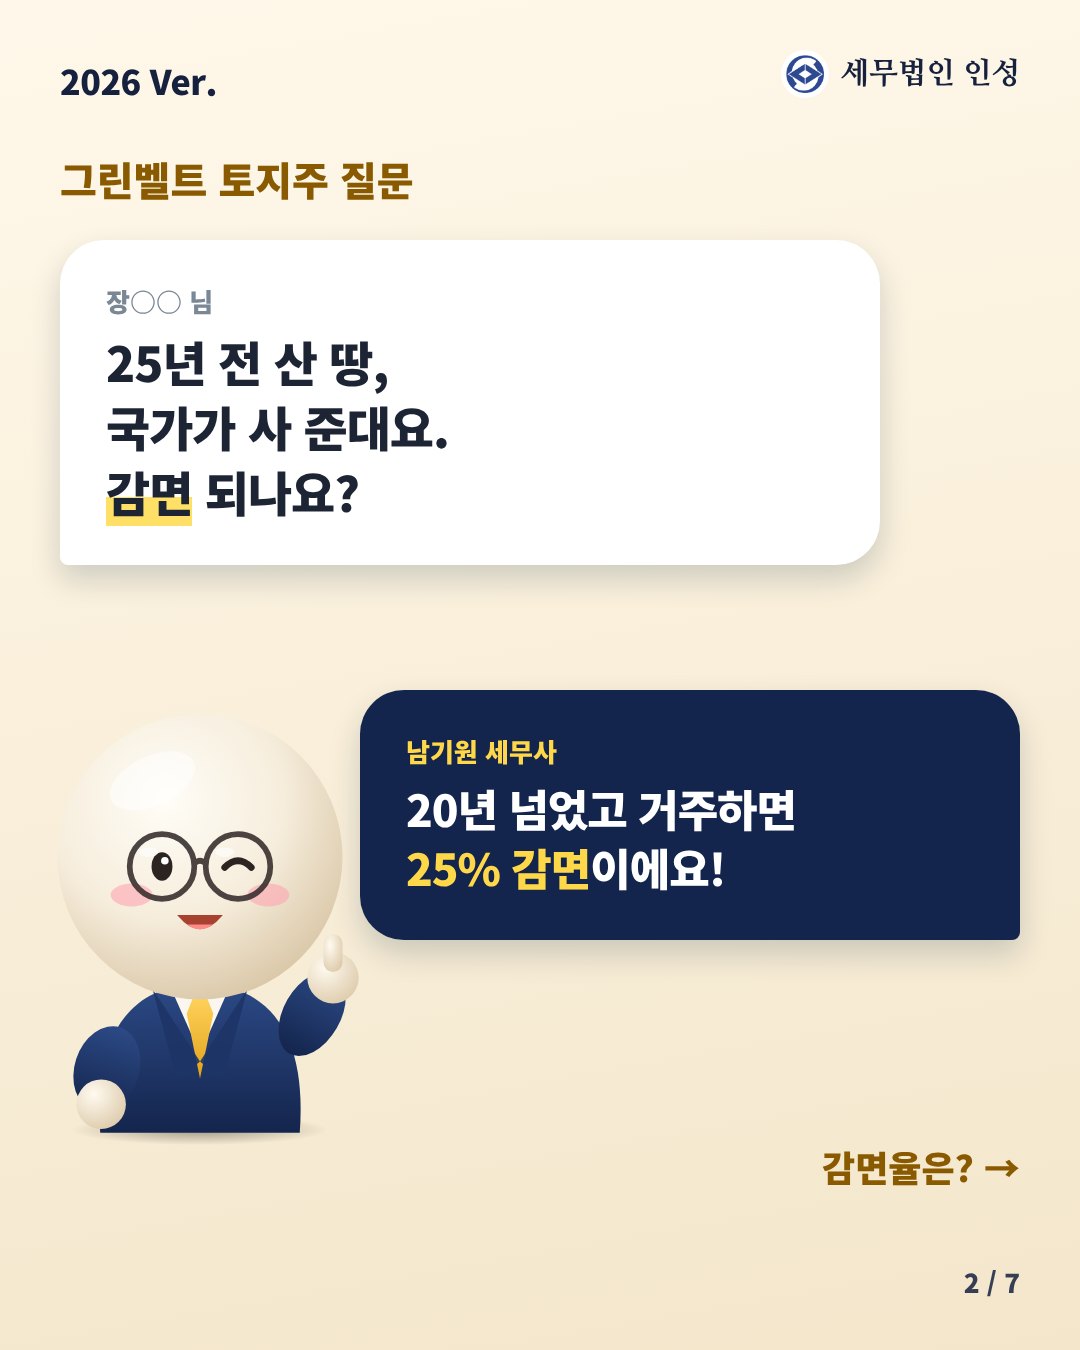 2026 Ver.
세무법인 인성
그린벨트 토지주 질문
장○○ 님
25년 전 산 땅,
국가가 사 준대요.
감면 되나요?
남기원 세무사
20년 넘었고 거주하면
25% 감면이에요!
감면율은? →
2 / 7